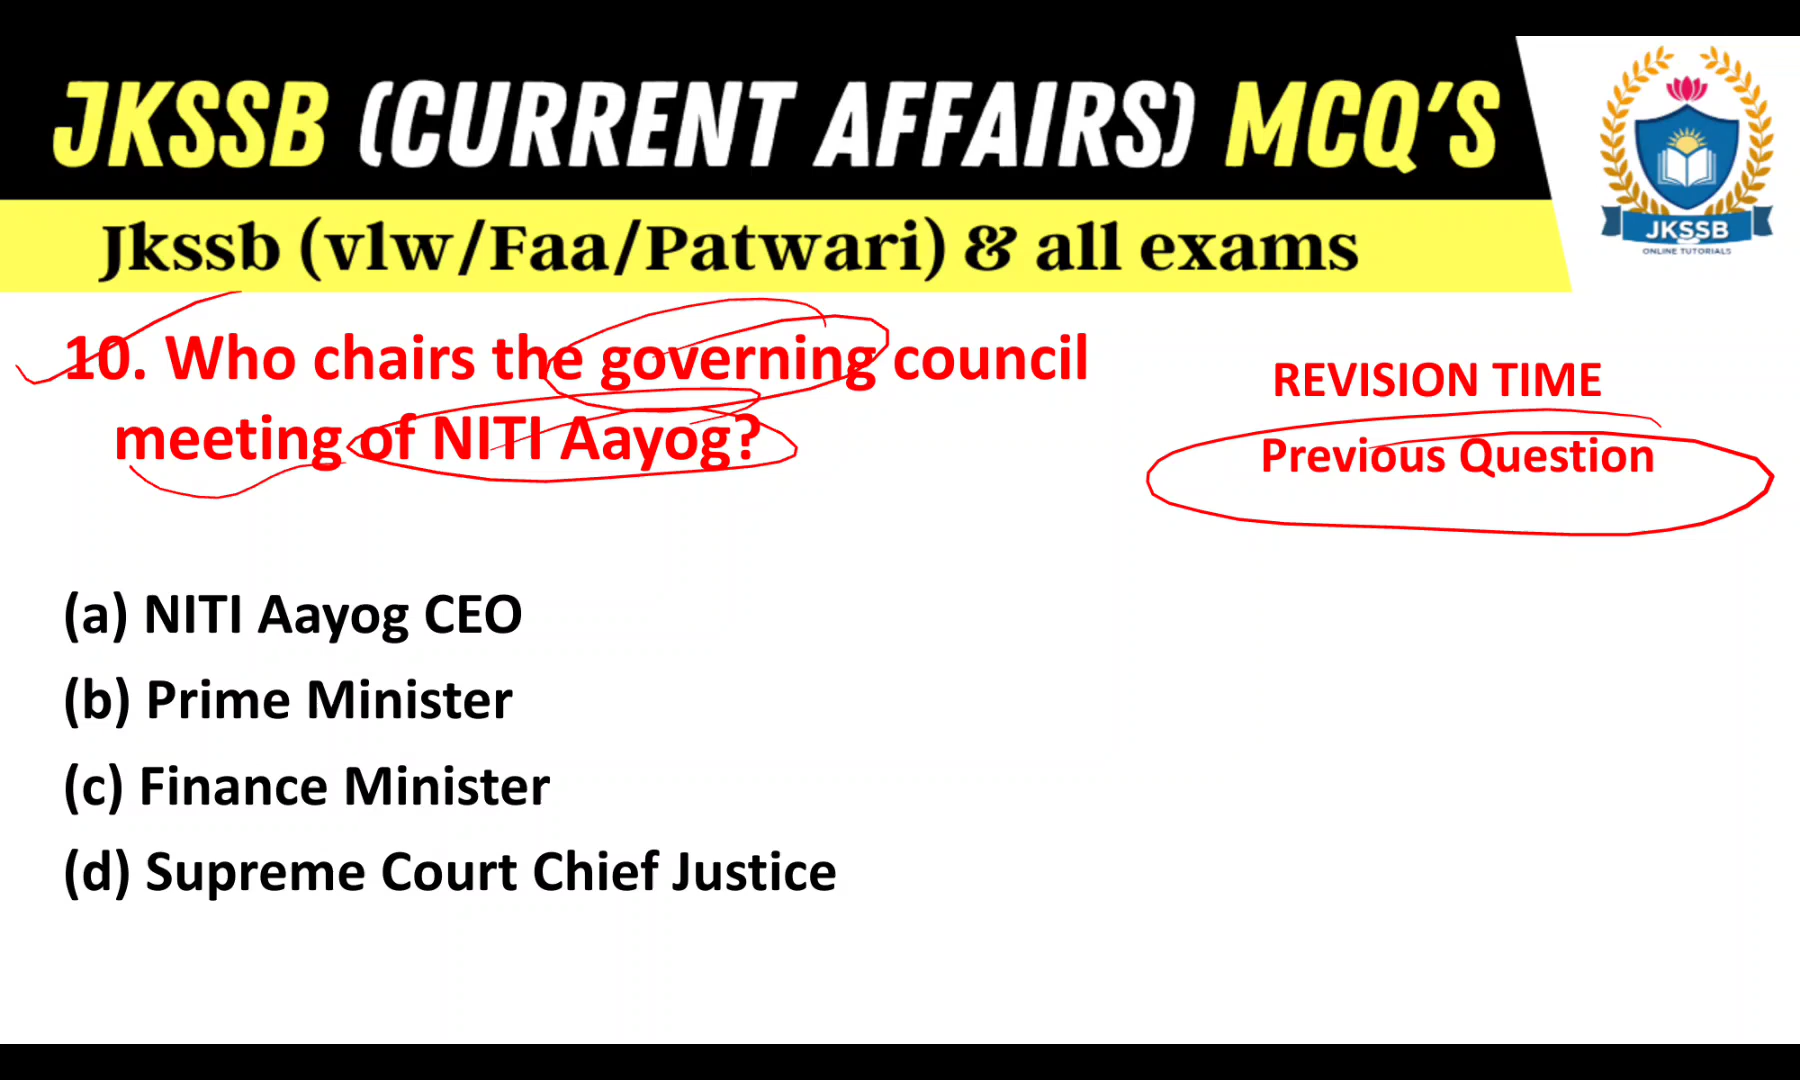 JKSSB (CURRENT AFFAIRS) MCQ'S
Jkssb (vlw/Faa/Patwari) & all exams
JKSSB
ONLINE TUTORIALS
10. Who chairs the governing council
meeting of NITI Aayog?
REVISION TIME
Previous Question
(a) NITI Aayog CEO
(b) Prime Minister
(c) Finance Minister
(d) Supreme Court Chief Justice